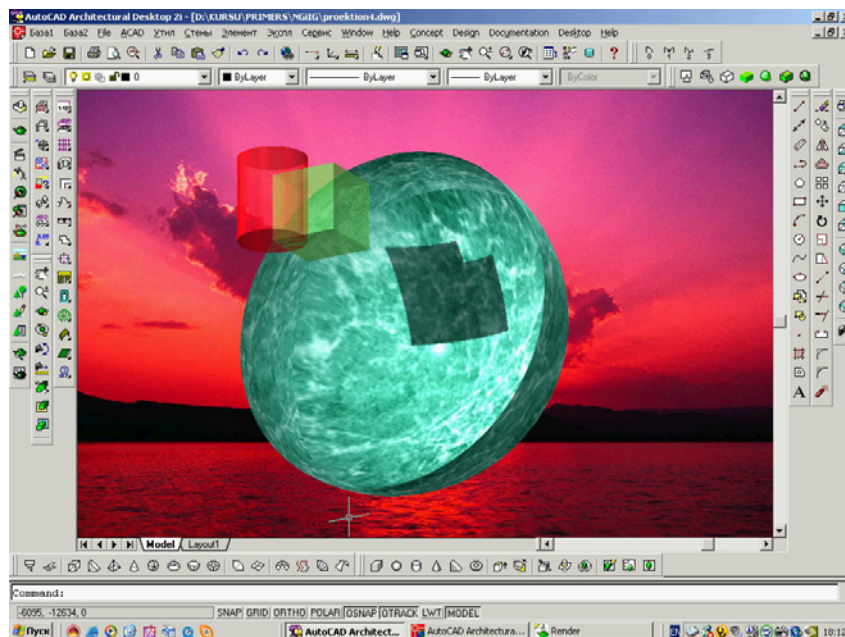 AutoCAD Architectural Desktop 2i - [D:\KURSU\PRIMERS\NGiIG\proektion4.dwg]
База1 База2 File ACAD Утил Стены Элемент Экспл Сервис Window Help Concept Design Documentation Desktop Help
0 ByLayer ByLayer ByLayer ByColor
A
Model Layout1
Command:
-6095, -12634, 0 SNAP GRID ORTHO POLAR OSNAP OTRACK LWT MODEL
Пуск AutoCAD Architect... AutoCAD Architectura... Render 18:12